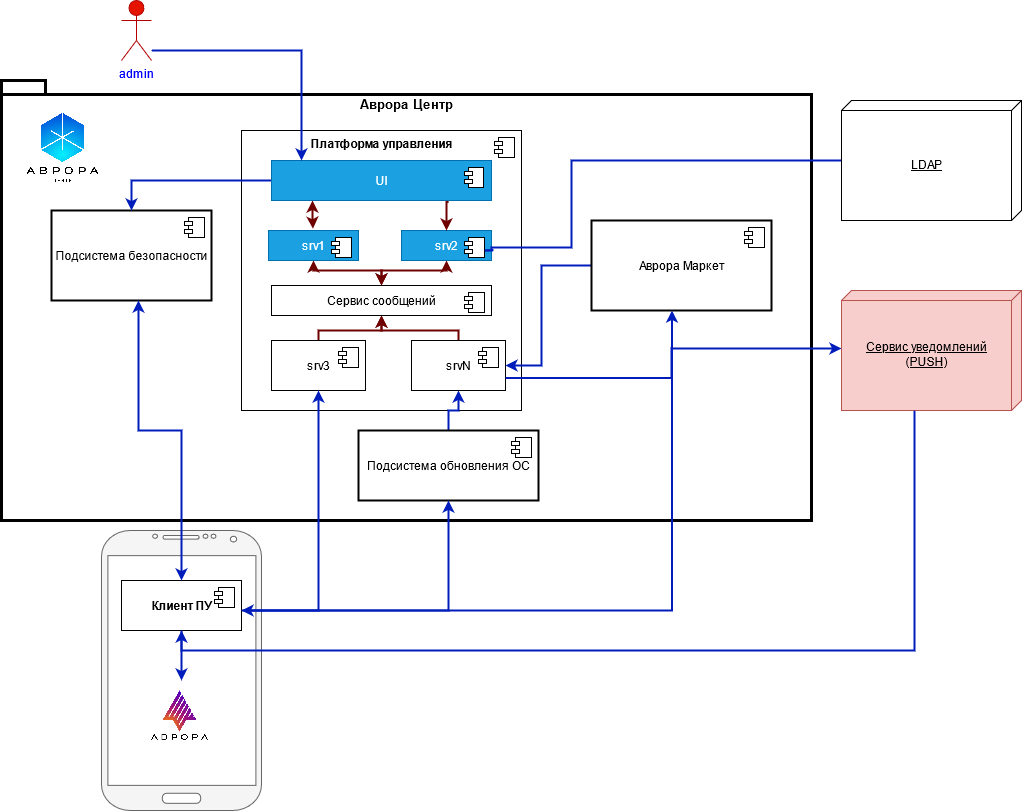 admin
Аврора Центр
АВРОРА
Платформа управления
UI
LDAP
Подсистема безопасности
srv1
srv2
Аврора Маркет
Сервис сообщений
Сервис уведомлений
(PUSH)
srv3
srvN
Подсистема обновления ОС
Клиент ПУ
АВРОРА